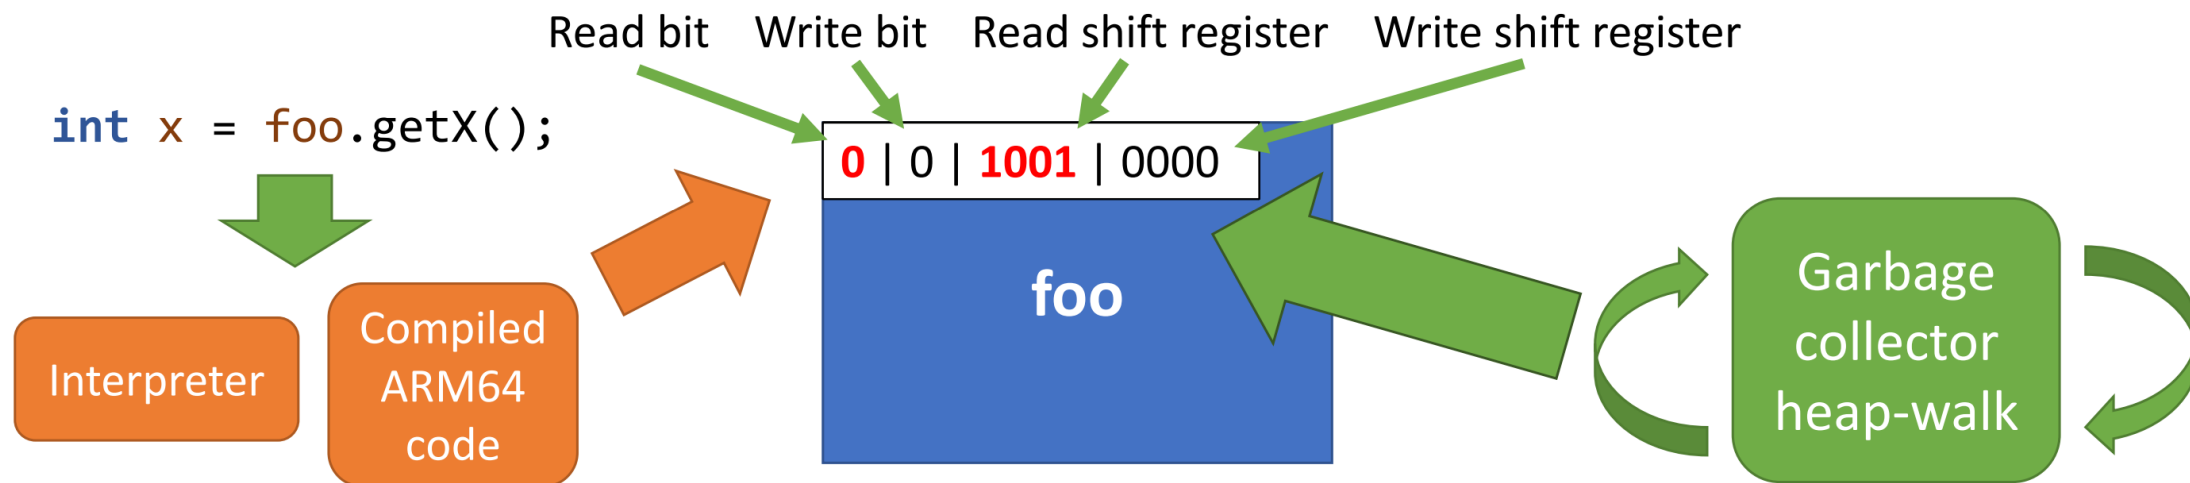 Read bit Write bit Read shift register Write shift register
int x = foo.getX();
0 | 0 | 1001 | 0000
foo
Interpreter
Compiled
ARM64
code
Garbage
collector
heap-walk